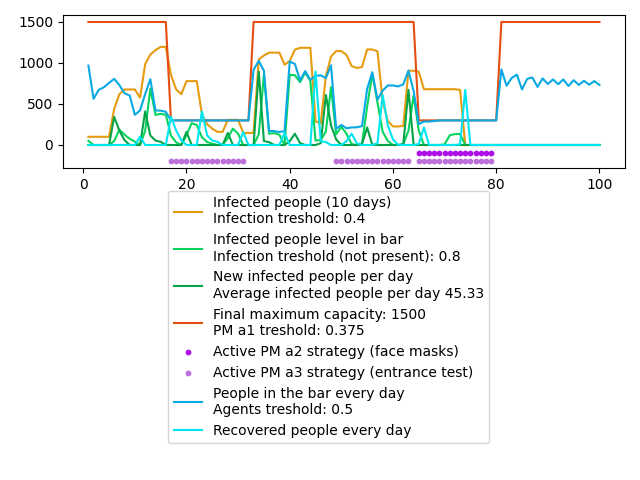 1500
1000
500
0
0 20 40 60 80 100
Infected people (10 days)
Infection treshold: 0.4
Infected people level in bar
Infection treshold (not present): 0.8
New infected people per day
Average infected people per day 45.33
Final maximum capacity: 1500
PM a1 treshold: 0.375
Active PM a2 strategy (face masks)
Active PM a3 strategy (entrance test)
People in the bar every day
Agents treshold: 0.5
Recovered people every day